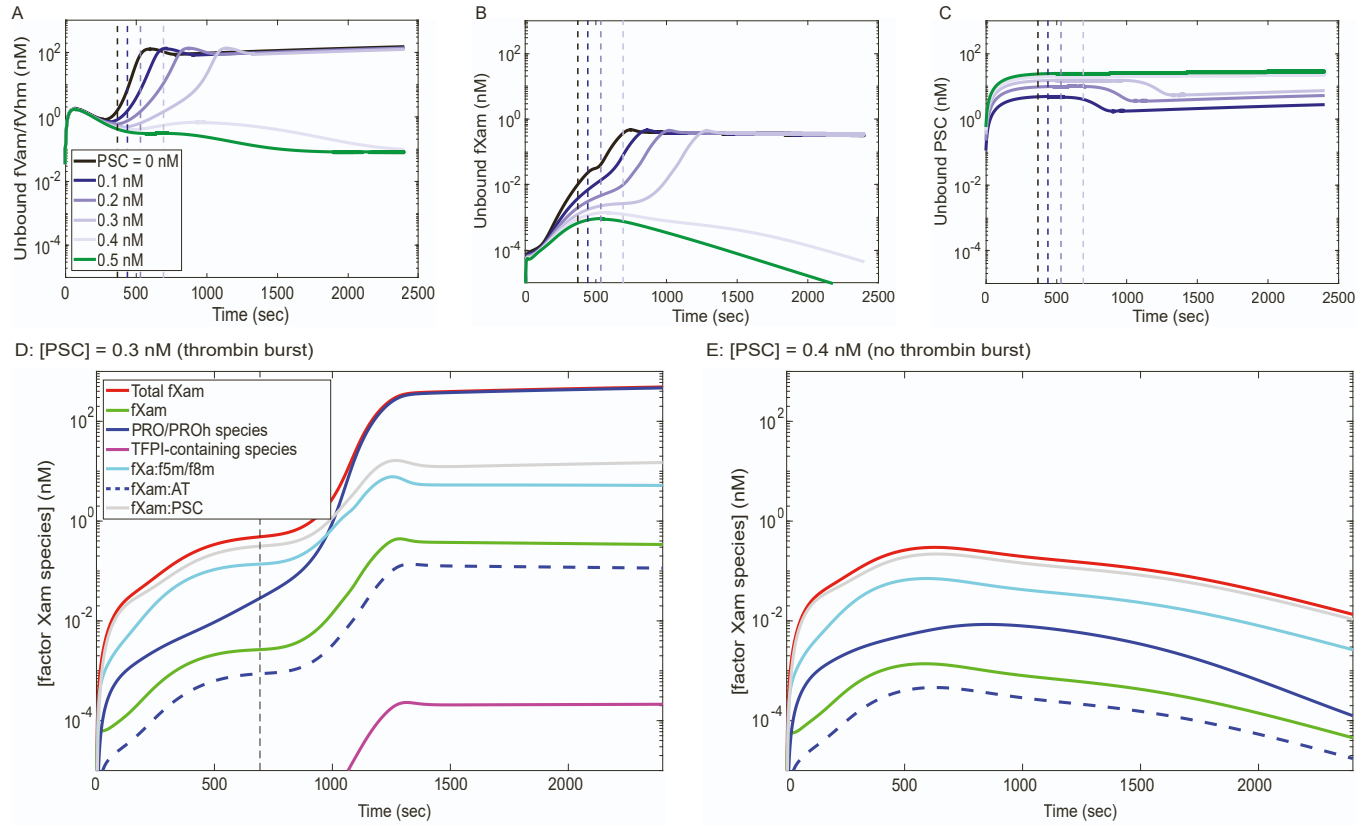 A
B
C
Unbound fVam/fV/hm (nM)
10^2
10^0
10^-2
10^-4
PSC = 0 nM
0.1 nM
0.2 nM
0.3 nM
0.4 nM
0.5 nM
0 500 1000 1500 2000 2500
Time (sec)
Unbound fXam (nM)
10^2
10^0
10^-2
10^-4
0 500 1000 1500 2000 2500
Time (sec)
Unbound PSC (nM)
10^2
10^0
10^-2
10^-4
0 500 1000 1500 2000 2500
Time (sec)
D: [PSC] = 0.3 nM (thrombin burst)
[factor Xam species] (nM)
10^2
10^0
10^-2
10^-4
Total fXam
fXam
PRO/PROh species
TFPI-containing species
fXa:f5m/f8m
fXam:AT
fXam:PSC
0 500 1000 1500 2000
Time (sec)
E: [PSC] = 0.4 nM (no thrombin burst)
[factor Xam species] (nM)
10^2
10^0
10^-2
10^-4
0 500 1000 1500 2000
Time (sec)